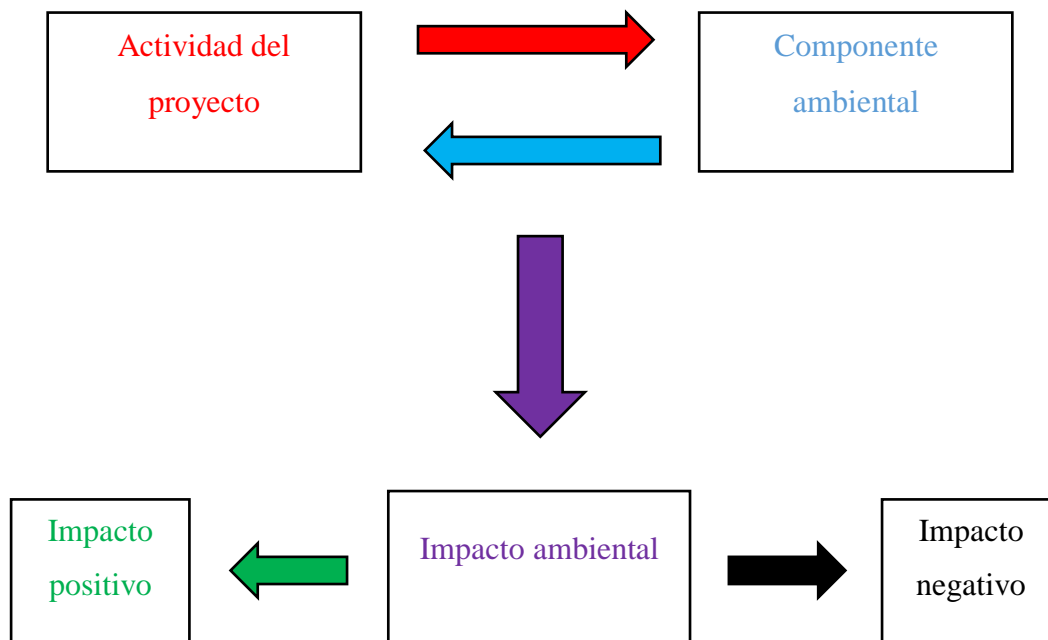 Actividad del
proyecto
Componente
ambiental
Impacto
positivo
Impacto ambiental
Impacto
negativo